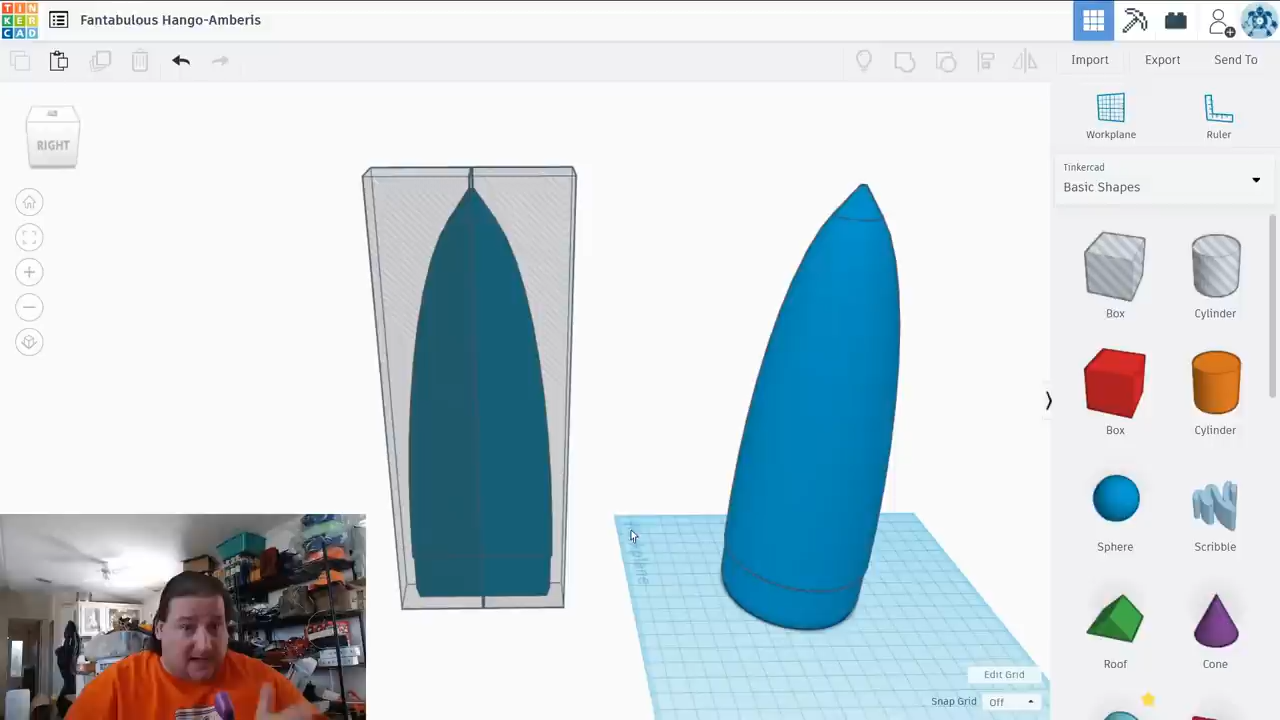 TIN
KER
CAD
Fantabulous Hango-Amberis
Import
Export
Send To
RIGHT
Workplane
Ruler
Tinkercad
Basic Shapes
Box
Cylinder
Box
Cylinder
Sphere
Scribble
Roof
Cone
Edit Grid
Snap Grid
Off